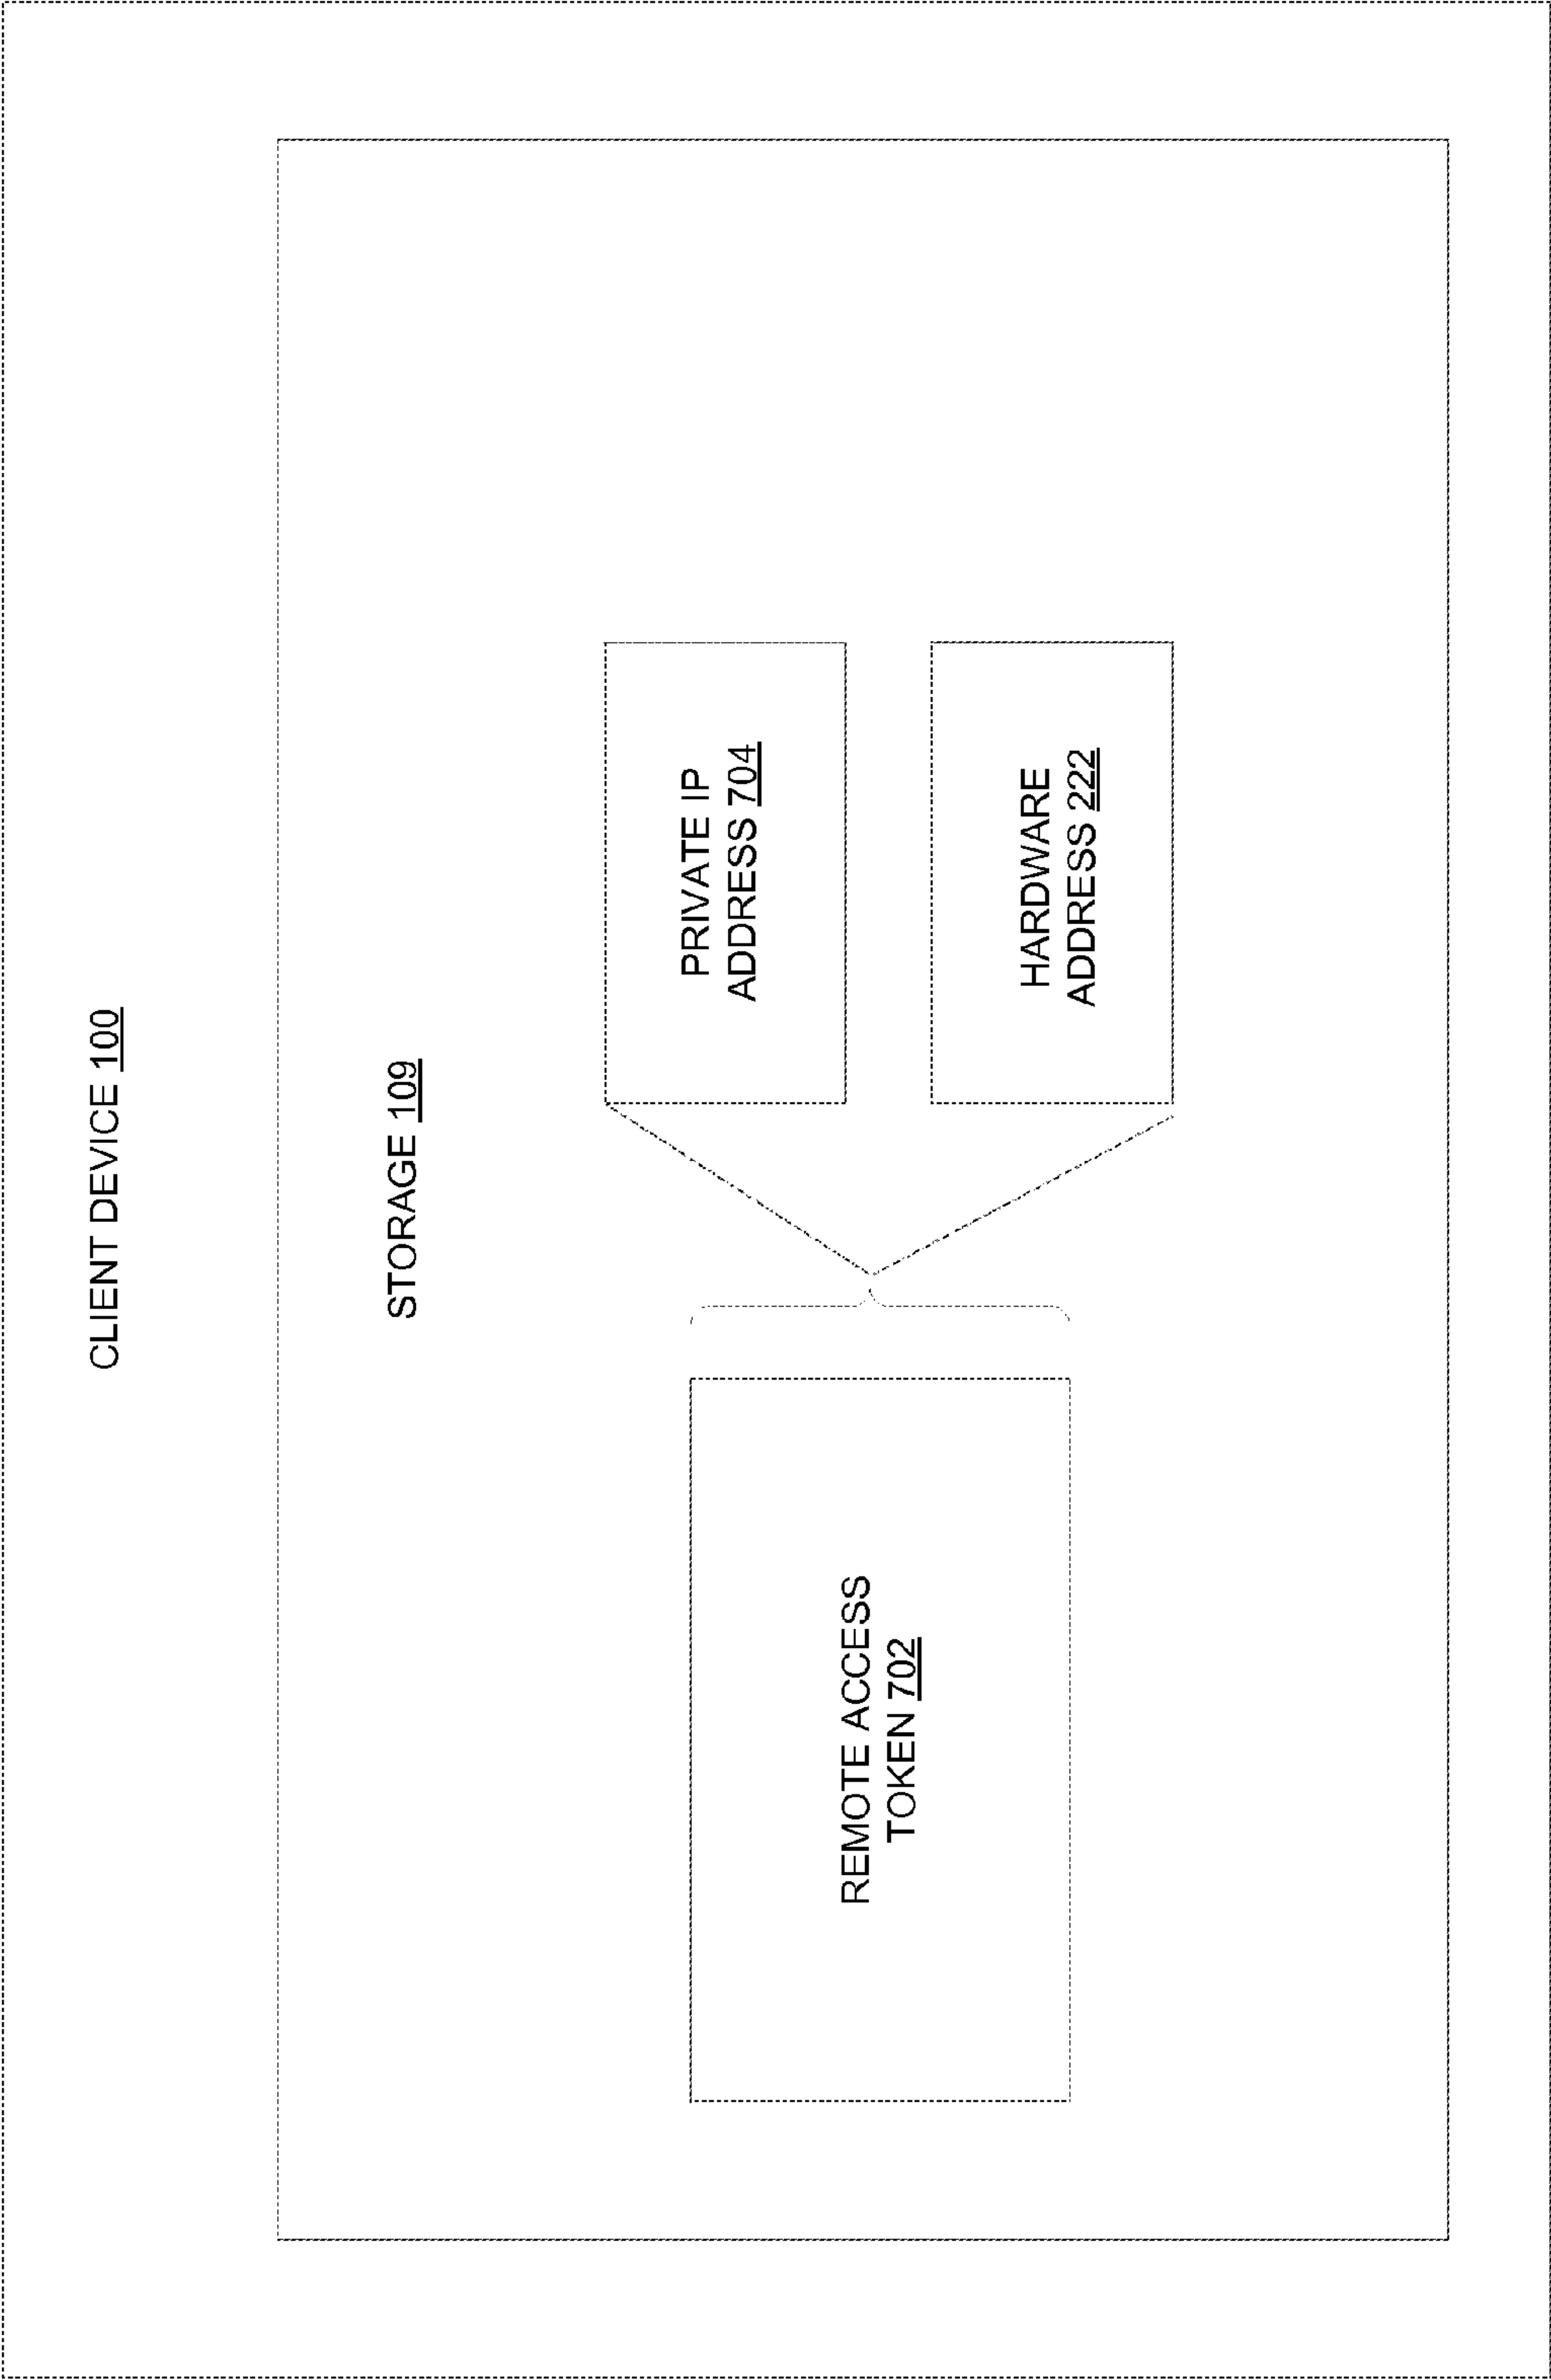 CLIENT DEVICE 100
STORAGE 109
REMOTE ACCESS
TOKEN 702
PRIVATE IP
ADDRESS 704
HARDWARE
ADDRESS 222